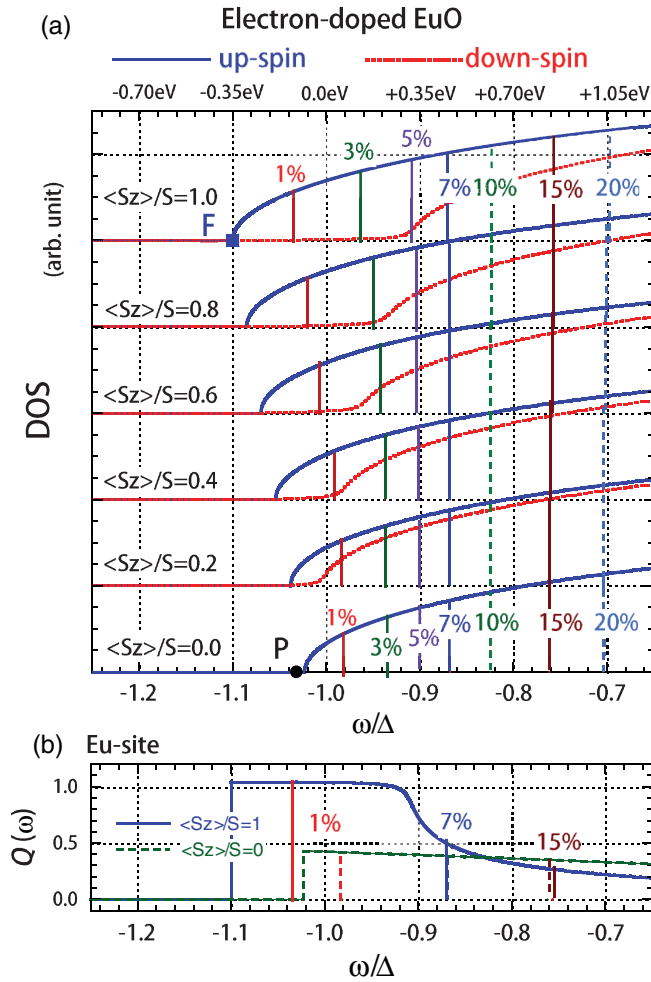 (a) Electron-doped EuO
up-spin down-spin
-0.70eV -0.35eV 0.0eV +0.35eV +0.70eV +1.05eV
DOS
(arb. unit)
1% 3% 5% 7% 10% 15% 20%
<Sz>/S=1.0
F
<Sz>/S=0.8
<Sz>/S=0.6
<Sz>/S=0.4
<Sz>/S=0.2
<Sz>/S=0.0
P
1% 3% 5% 7% 10% 15% 20%
-1.2 -1.1 -1.0 -0.9 -0.8 -0.7
ω/Δ
(b) Eu-site
Q(ω)
1.0
0.5
0.0
<Sz>/S=1
<Sz>/S=0
1% 7% 15%
-1.2 -1.1 -1.0 -0.9 -0.8 -0.7
ω/Δ